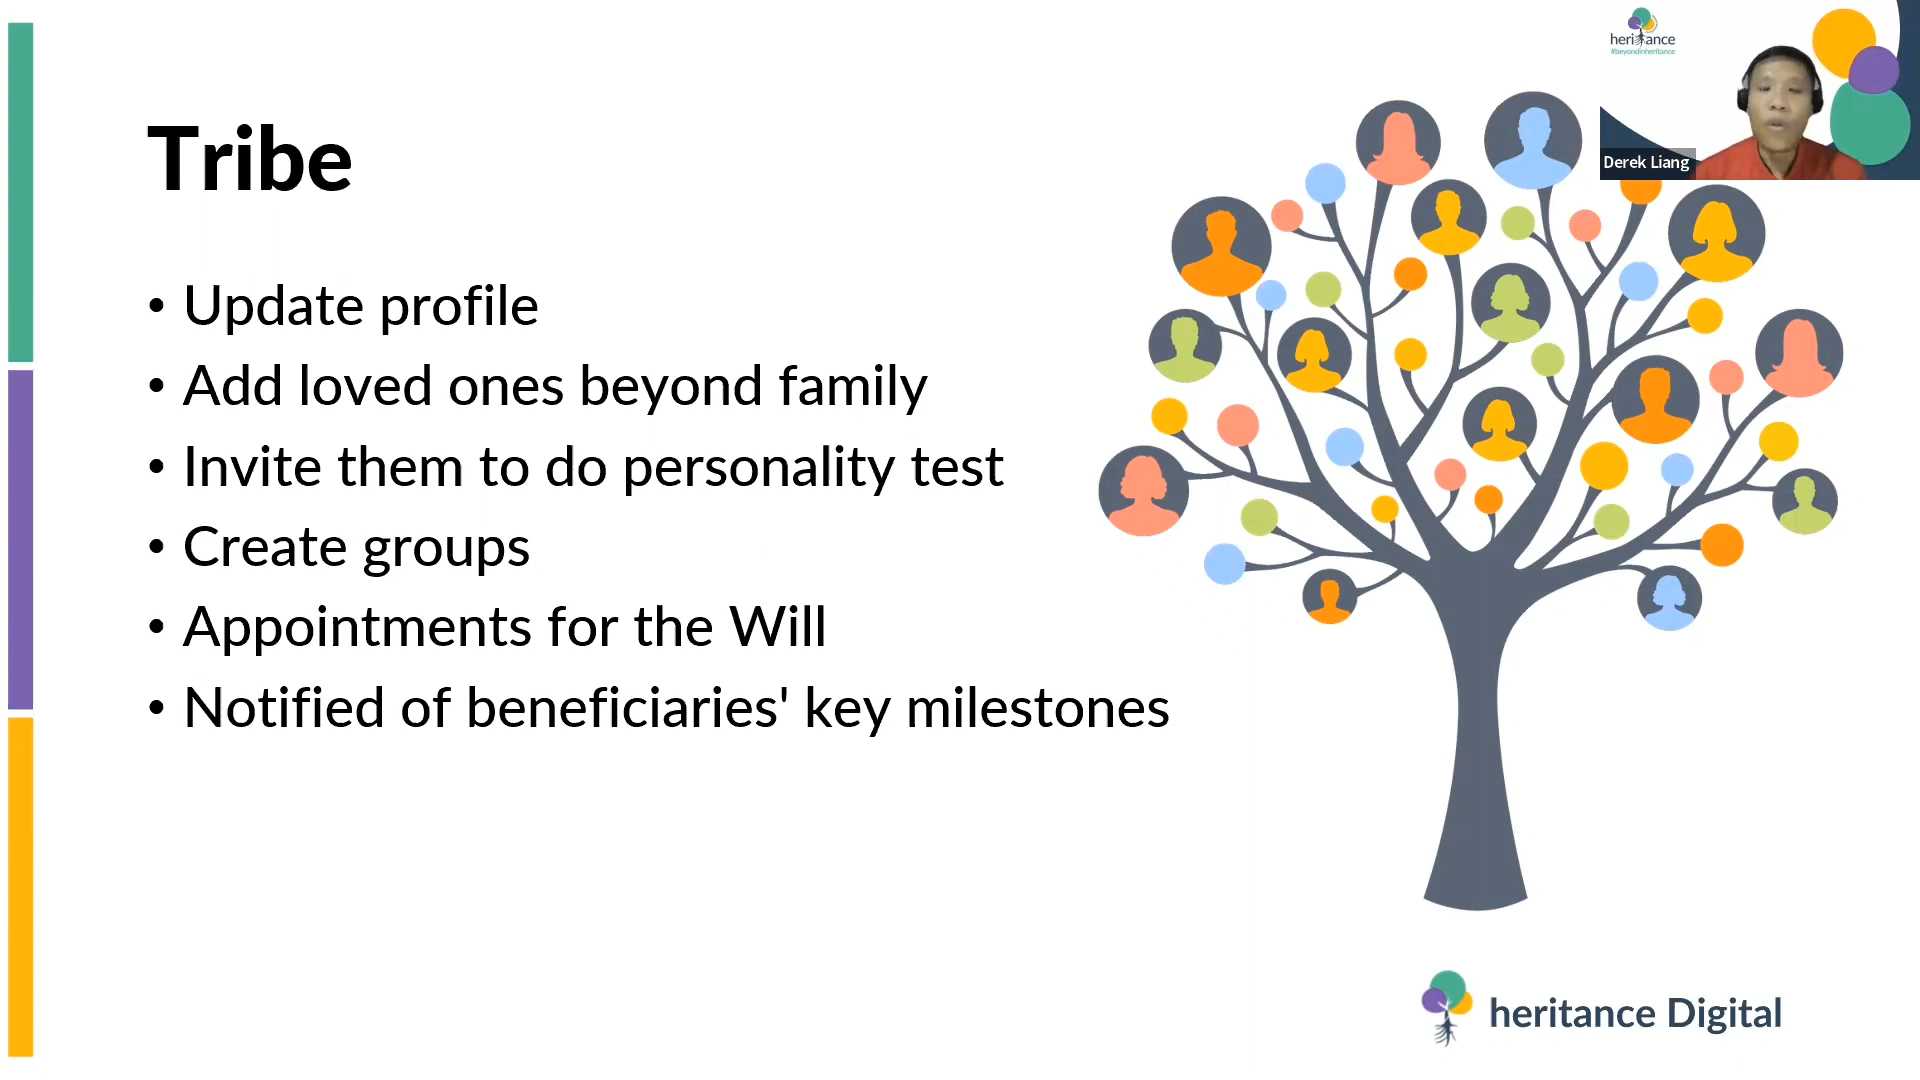 Tribe
• Update profile
• Add loved ones beyond family
• Invite them to do personality test
• Create groups
• Appointments for the Will
• Notified of beneficiaries' key milestones
heritance
#beyondinheritance
Derek Liang
heritance Digital